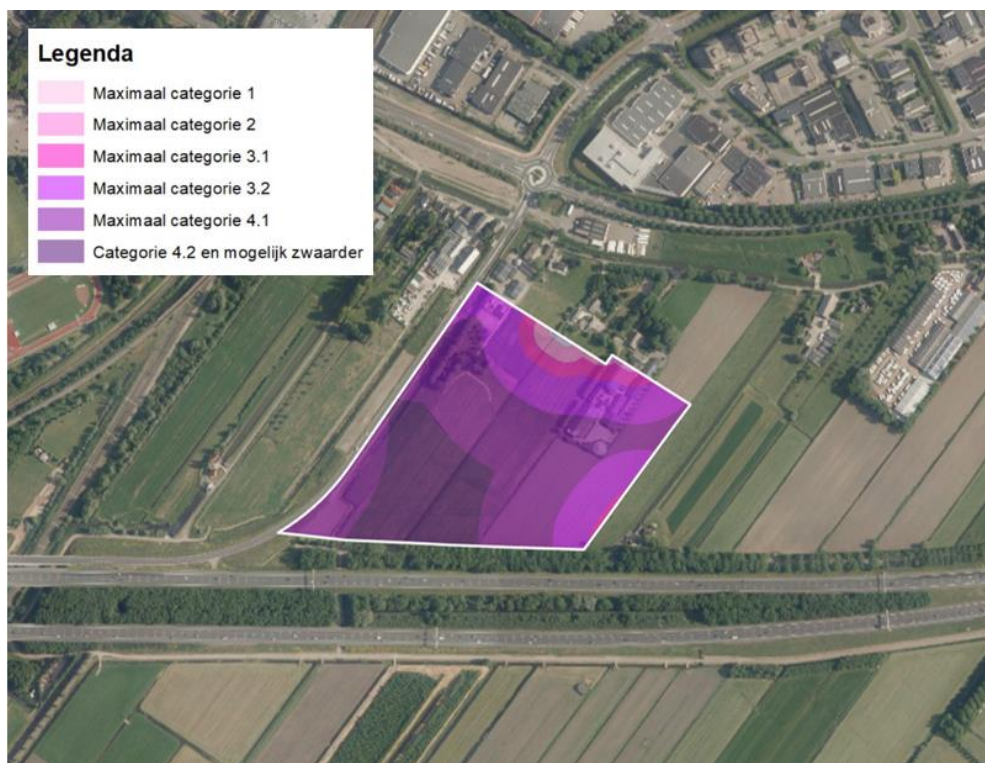 Legenda
Maximaal categorie 1
Maximaal categorie 2
Maximaal categorie 3.1
Maximaal categorie 3.2
Maximaal categorie 4.1
Categorie 4.2 en mogelijk zwaarder